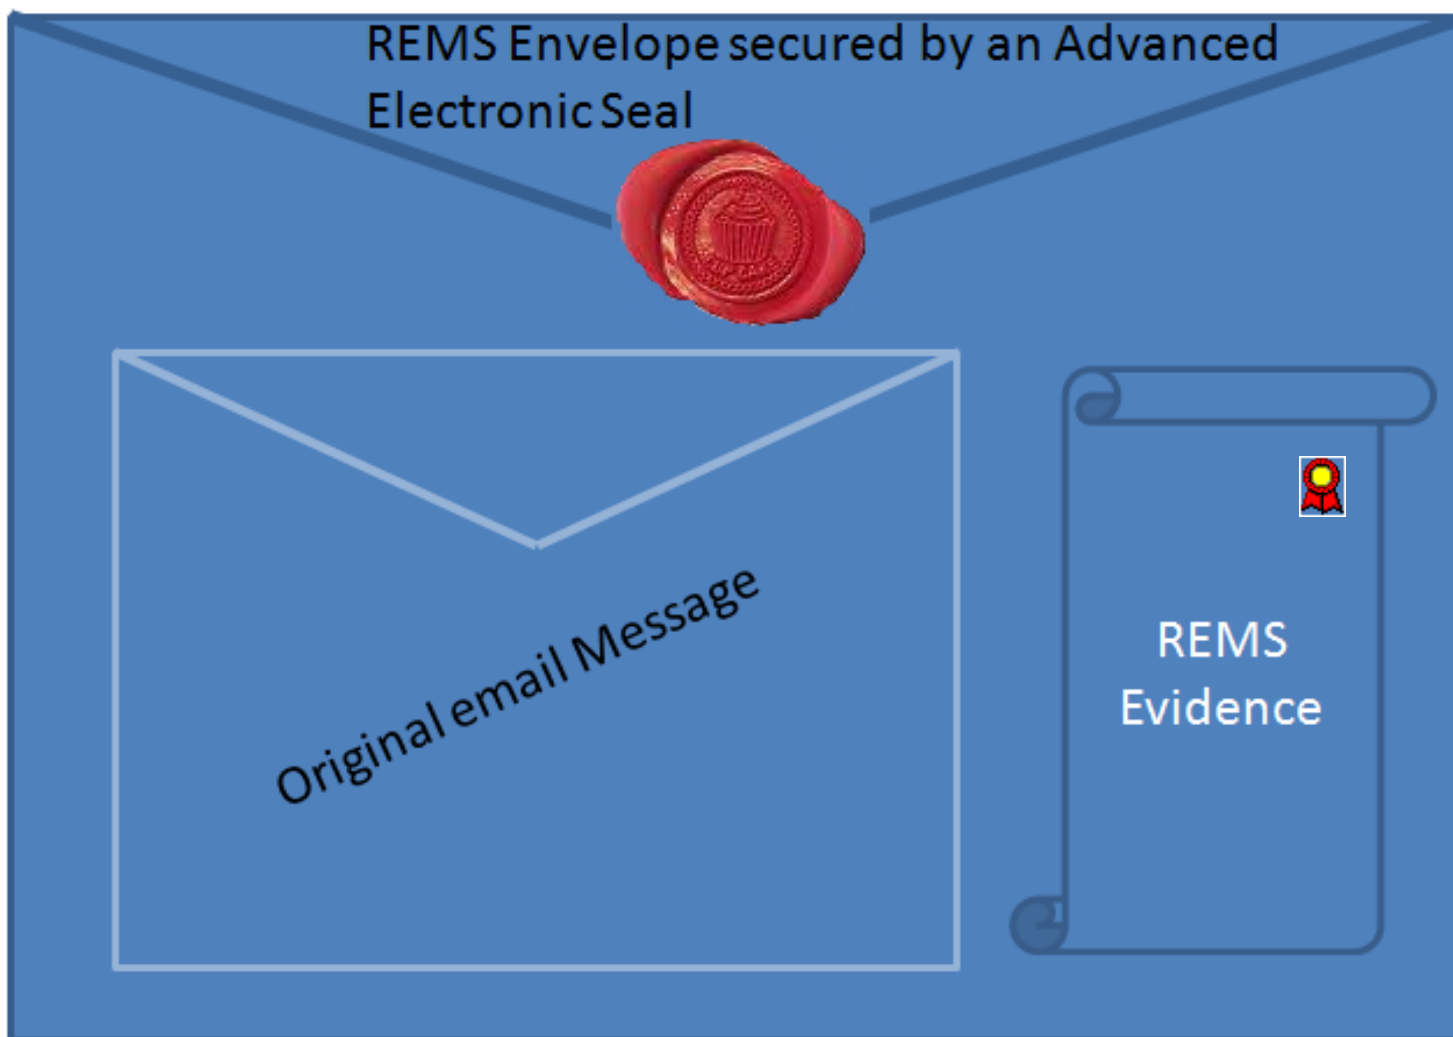 REMS Envelope secured by an Advanced
Electronic Seal
Original email Message
REMS
Evidence